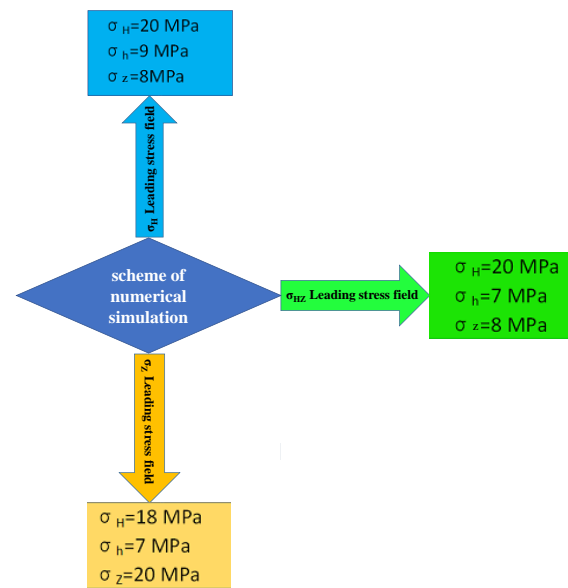 σ H=20 MPa
σ h=9 MPa
σ z=8MPa
σH Leading stress field
scheme of
numerical
simulation
σHZ Leading stress field
σ H=20 MPa
σ h=7 MPa
σ z=8 MPa
σZ Leading stress field
σ H=18 MPa
σ h=7 MPa
σ Z=20 MPa